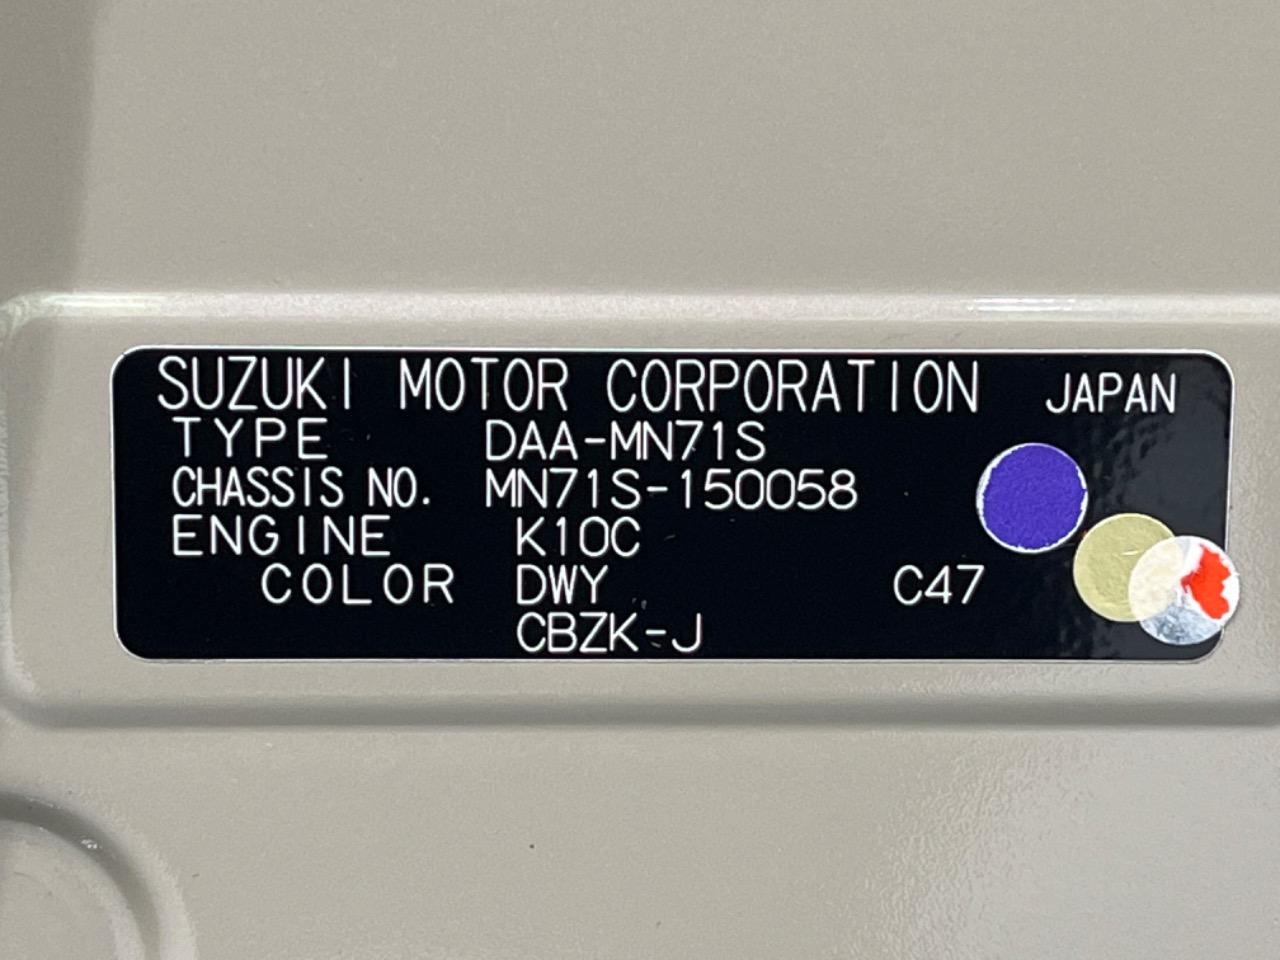 SUZUKI MOTOR CORPORATION JAPAN
TYPE DAA-MN71S
CHASSIS NO. MN71S-150058
ENGINE K10C
COLOR DWY C47
CBZK-J